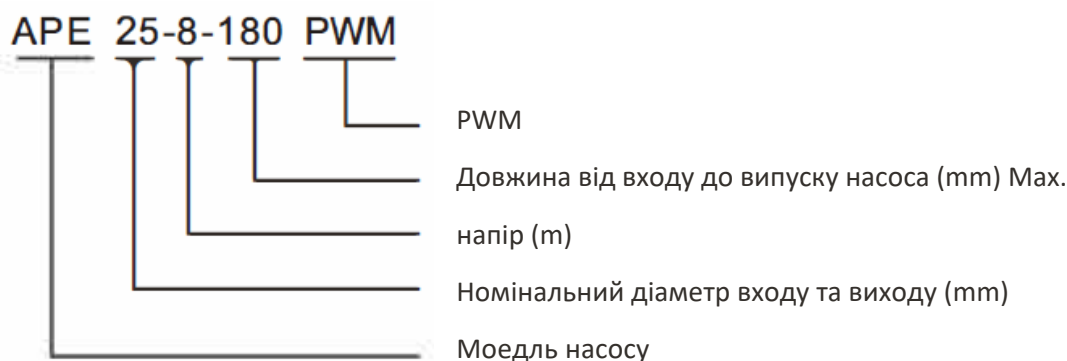 APE 25-8-180 PWM
PWM
Довжина від входу до випуску насоса (mm) Max.
напір (m)
Номінальний діаметр входу та виходу (mm)
Моедль насосу